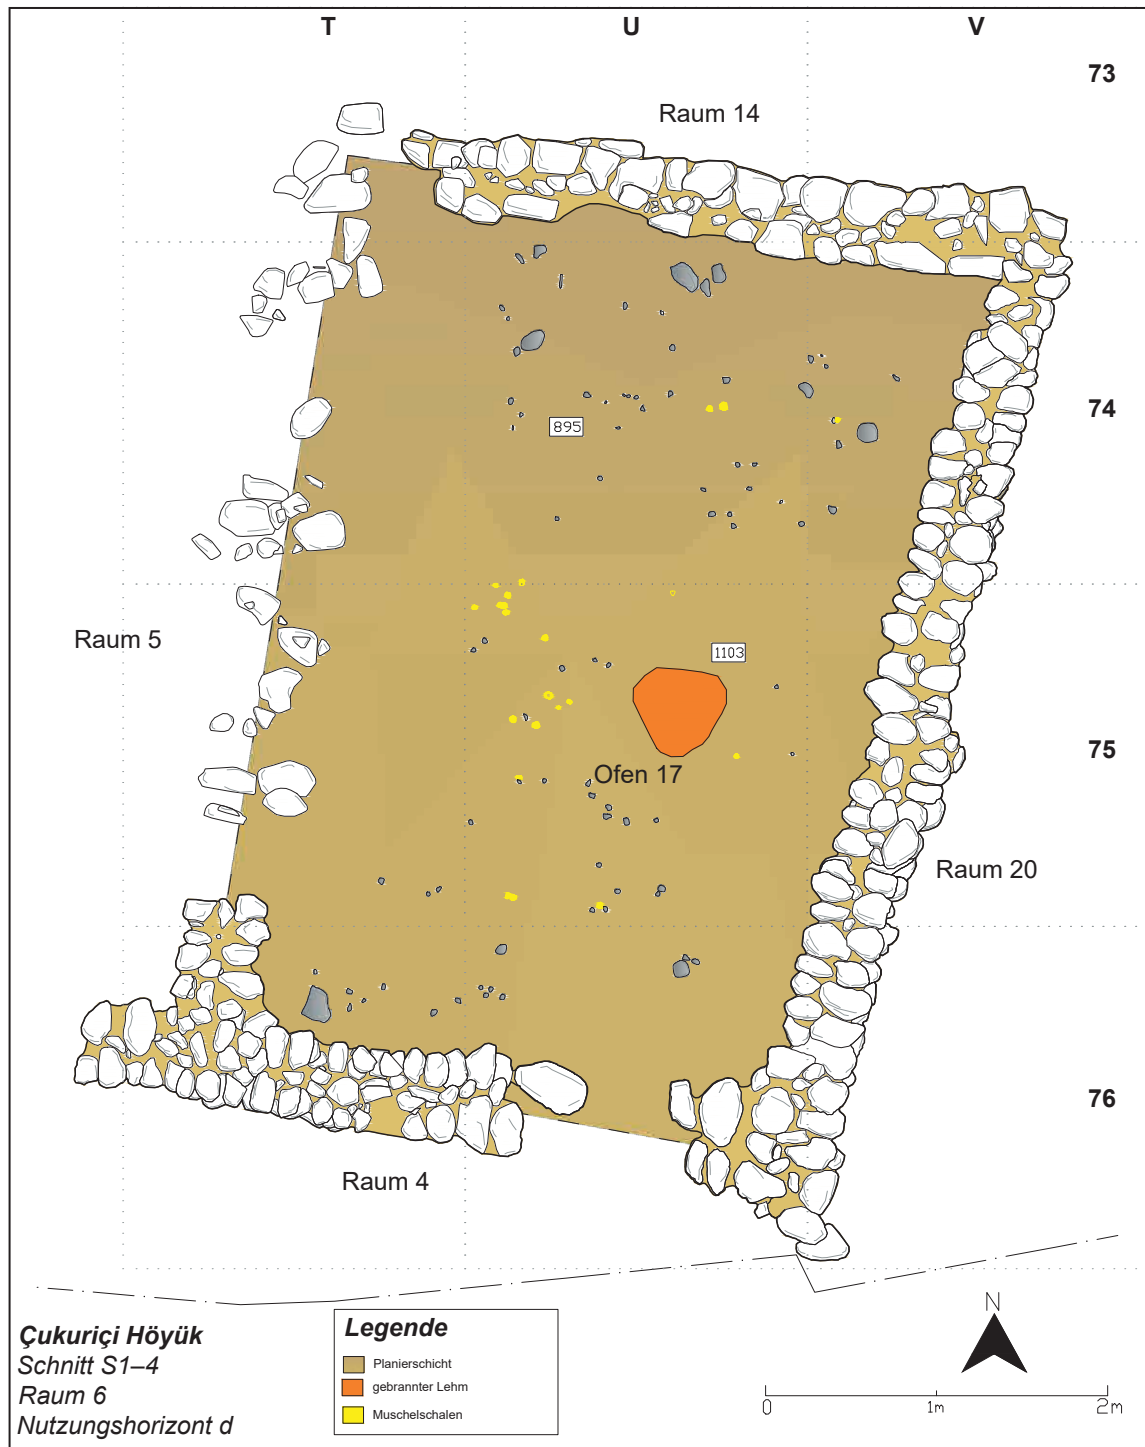 T U V
73
Raum 14
74
895
Raum 5
1103
75
Ofen 17
Raum 20
76
Raum 4
Çukuriçi Höyük
Schnitt S1–4
Raum 6
Nutzungshorizont d
Legende
Planierschicht
gebrannter Lehm
Muschelschalen
N
0 1m 2m